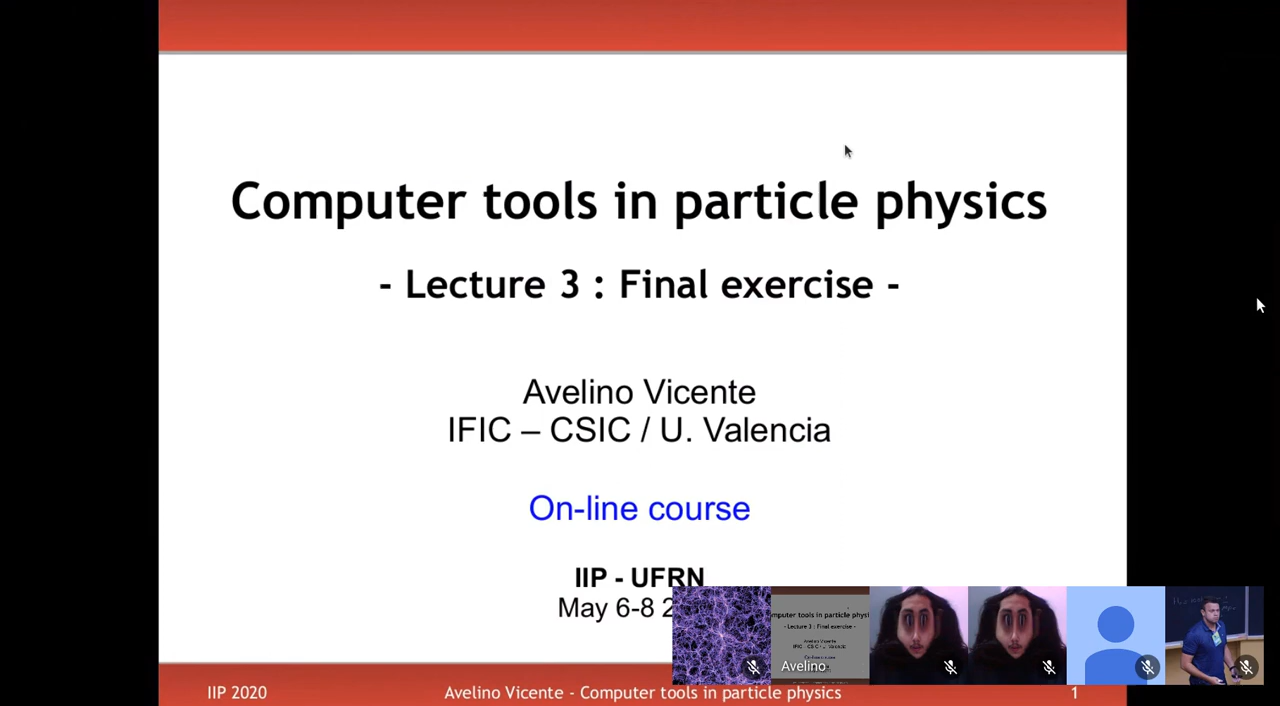 Computer tools in particle physics
- Lecture 3 : Final exercise -
Avelino Vicente
IFIC – CSIC / U. Valencia
On-line course
IIP - UFRN
May 6-8 2
Avelino
IIP 2020
Avelino Vicente - Computer tools in particle physics
1